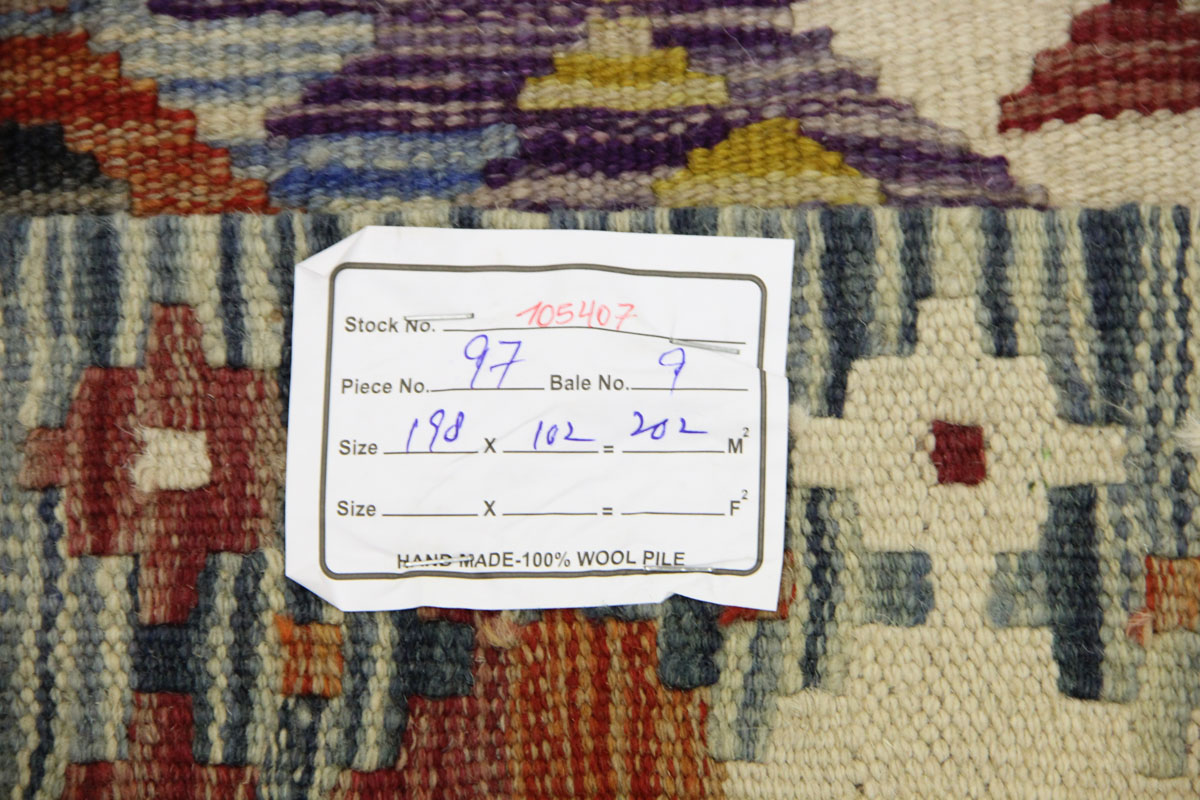 Stock No. 105407
Piece No. 97 Bale No. 9
Size 198 X 102 = 202 M²
Size X = F²
HAND MADE-100% WOOL PILE